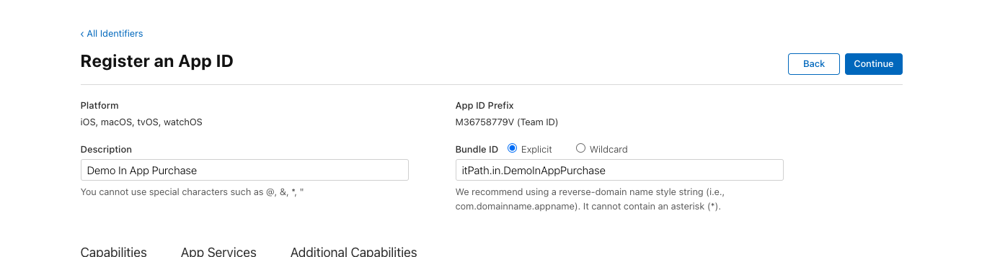 ‹ All Identifiers
Register an App ID
Back
Continue
Platform
iOS, macOS, tvOS, watchOS
App ID Prefix
M36758779V (Team ID)
Description
Demo In App Purchase
You cannot use special characters such as @, &, *, "
Bundle ID Explicit Wildcard
itPath.in.DemoInAppPurchase
We recommend using a reverse-domain name style string (i.e.,
com.domainname.appname). It cannot contain an asterisk (*).
Capabilities App Services Additional Capabilities